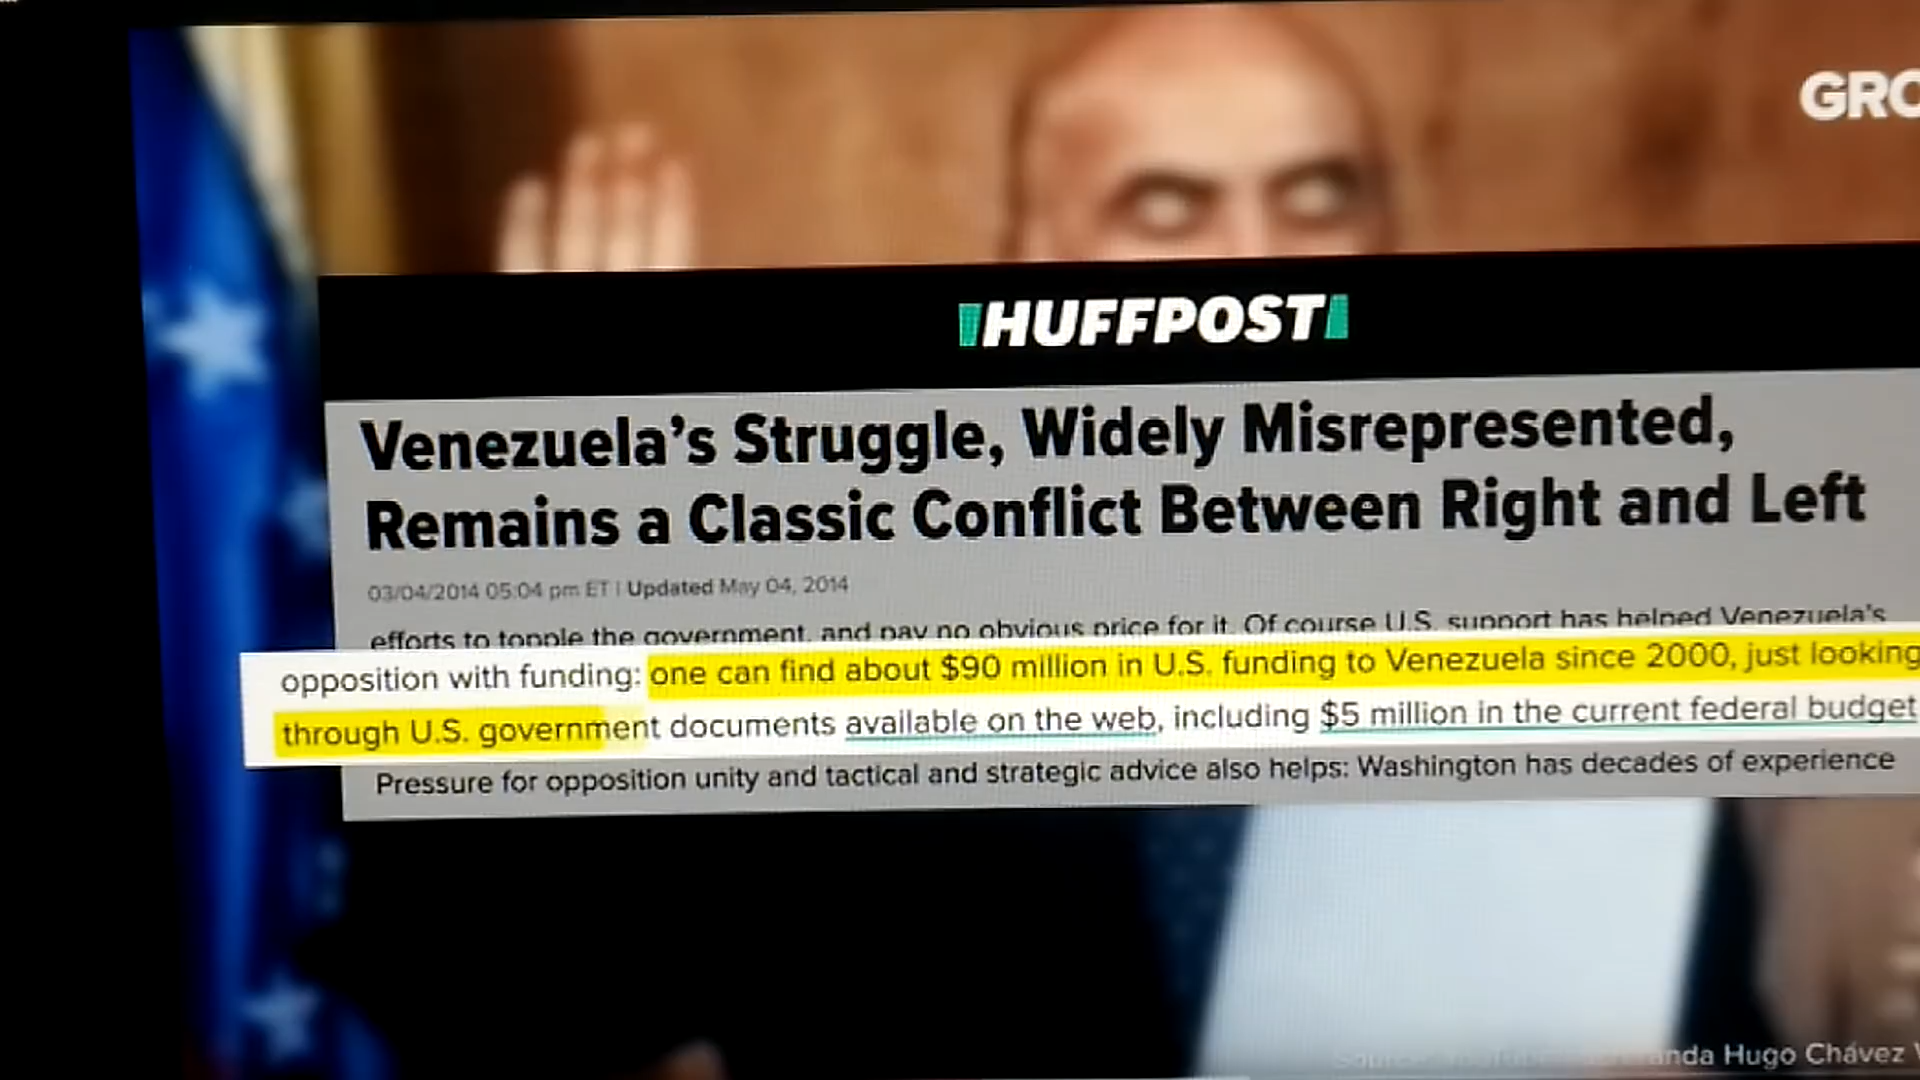 GRO
HUFFPOST
Venezuela's Struggle, Widely Misrepresented,
Remains a Classic Conflict Between Right and Left
03/04/2014 05:04 pm ET | Updated May 04, 2014
efforts to topple the government, and pay no obvious price for it. Of course U.S. support has helped Venezuela's
opposition with funding: one can find about $90 million in U.S. funding to Venezuela since 2000, just looking
through U.S. government documents available on the web, including $5 million in the current federal budget
Pressure for opposition unity and tactical and strategic advice also helps: Washington has decades of experience
Hugo Chávez